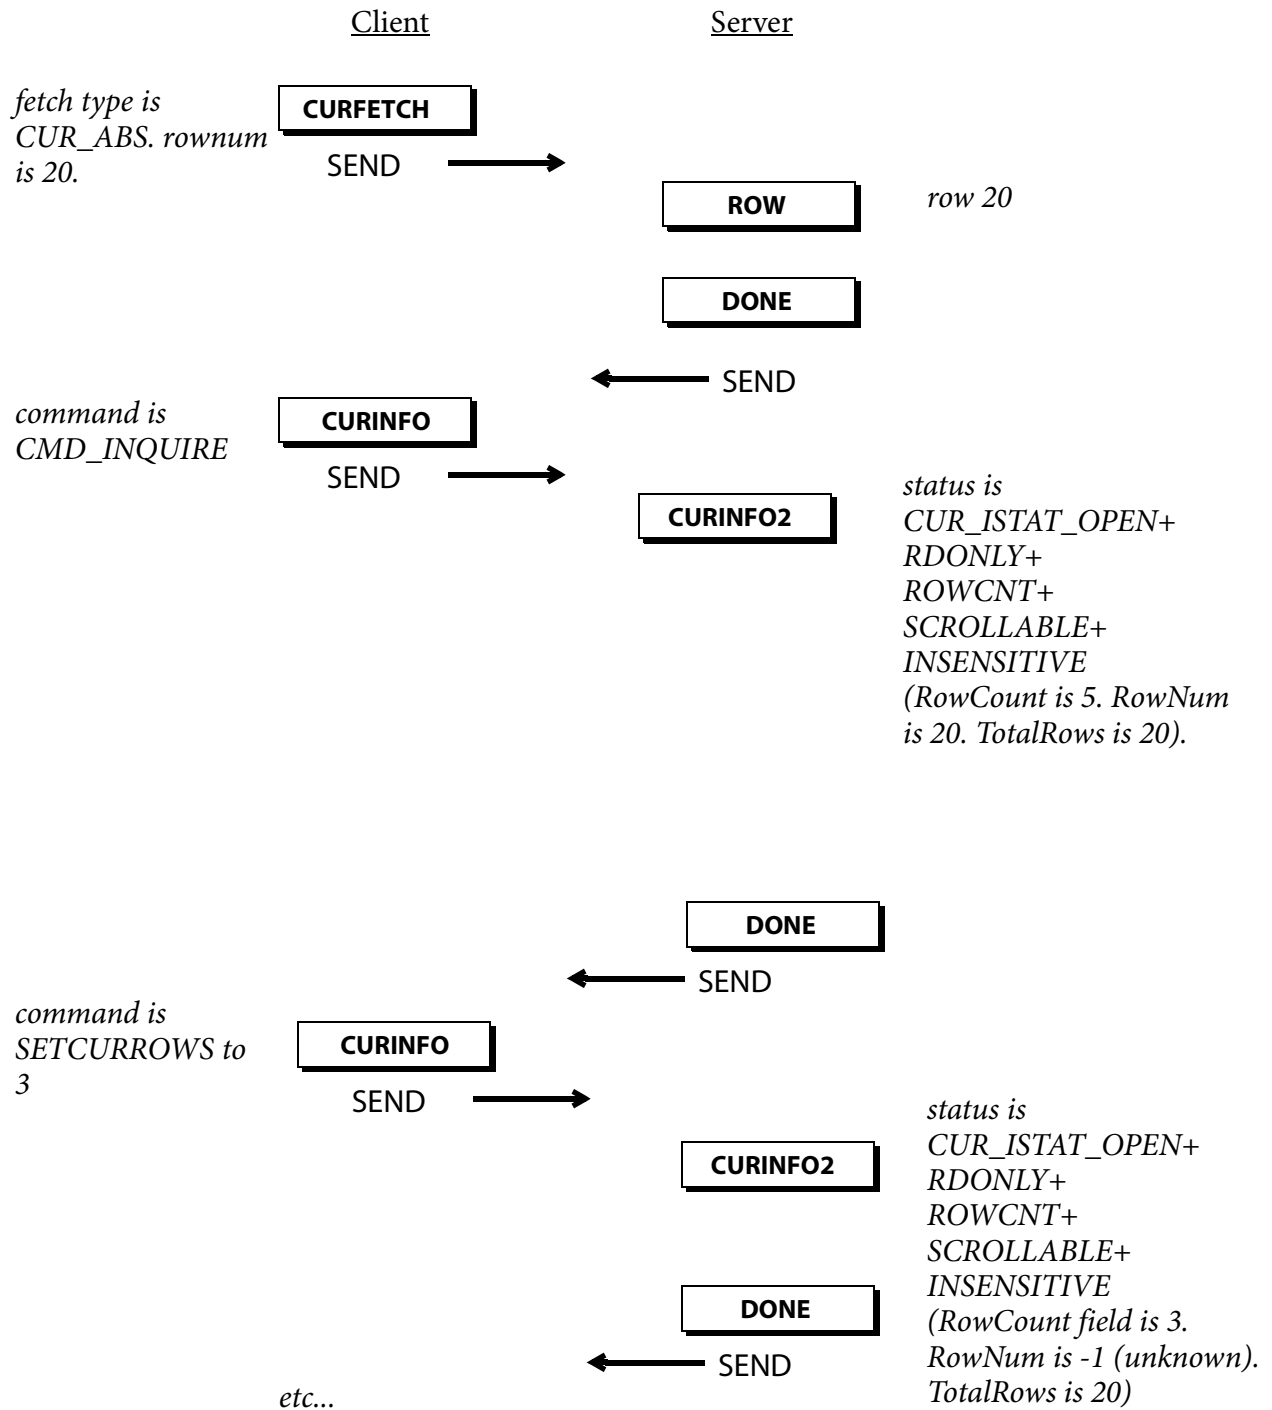 Client
Server
fetch type is
CUR_ABS. rownum
is 20.
CURFETCH
SEND
ROW
row 20
DONE
SEND
command is
CMD_INQUIRE
CURINFO
SEND
CURINFO2
status is
CUR_ISTAT_OPEN+
RDONLY+
ROWCNT+
SCROLLABLE+
INSENSITIVE
(RowCount is 5. RowNum
is 20. TotalRows is 20).
DONE
SEND
command is
SETCURROWS to
3
CURINFO
SEND
CURINFO2
status is
CUR_ISTAT_OPEN+
RDONLY+
ROWCNT+
SCROLLABLE+
INSENSITIVE
(RowCount field is 3.
RowNum is -1 (unknown).
TotalRows is 20)
DONE
SEND
etc...